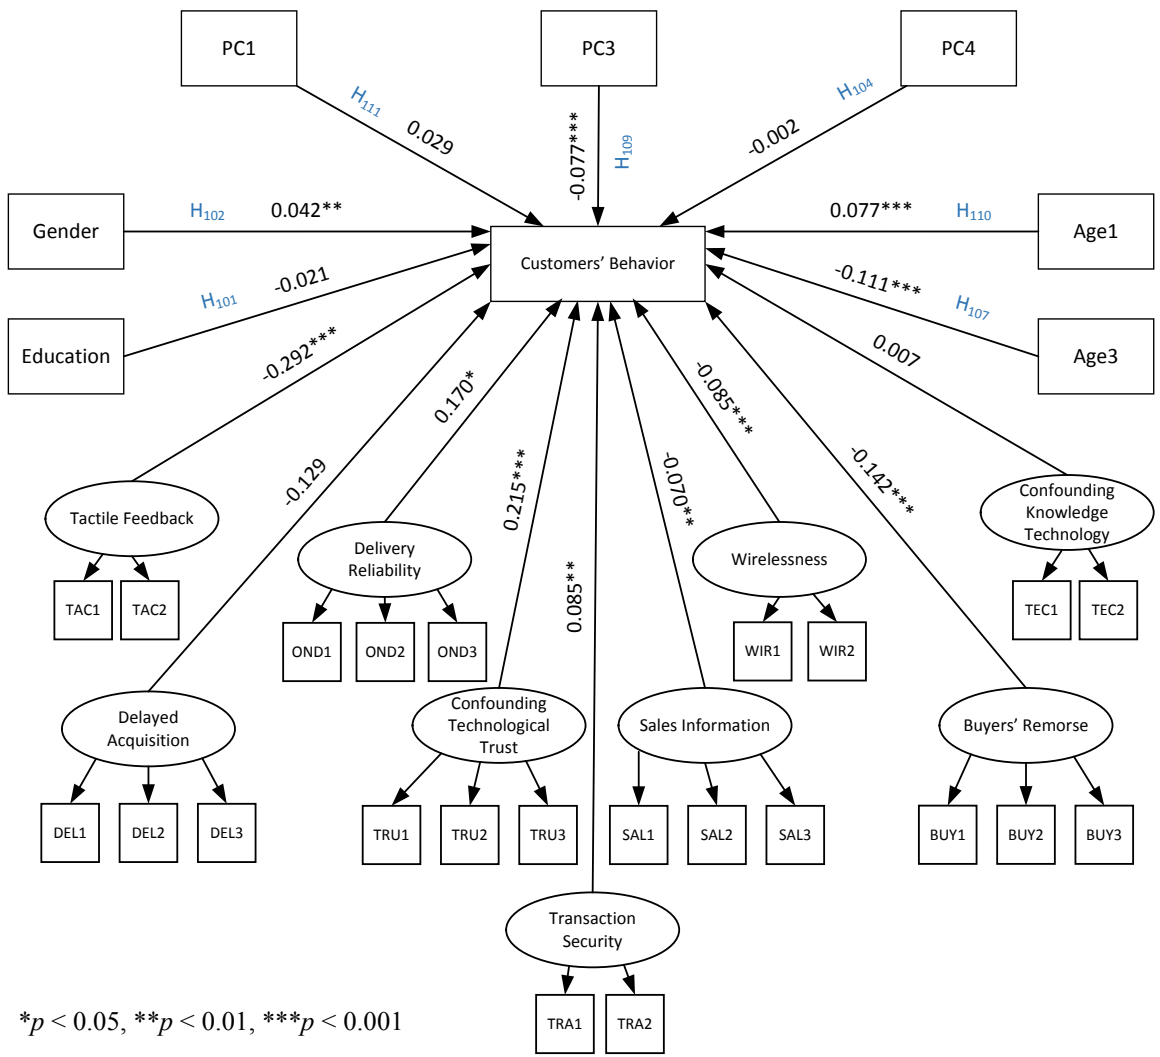 PC1
PC3
PC4
H111
0.029
-0.077***
H109
H104
-0.002
Gender
H102
0.042**
0.077***
H110
Age1
Customers' Behavior
Education
H101
-0.021
-0.111***
H107
Age3
-0.292***
0.170*
-0.085***
0.007
-0.129
0.215***
0.085**
-0.070**
-0.142***
Tactile Feedback
TAC1
TAC2
Delivery
Reliability
OND1
OND2
OND3
Wirelessness
WIR1
WIR2
Confounding
Knowledge
Technology
TEC1
TEC2
Delayed
Acquisition
DEL1
DEL2
DEL3
Confounding
Technological
Trust
TRU1
TRU2
TRU3
Sales Information
SAL1
SAL2
SAL3
Buyers' Remorse
BUY1
BUY2
BUY3
Transaction
Security
TRA1
TRA2
*p < 0.05, **p < 0.01, ***p < 0.001